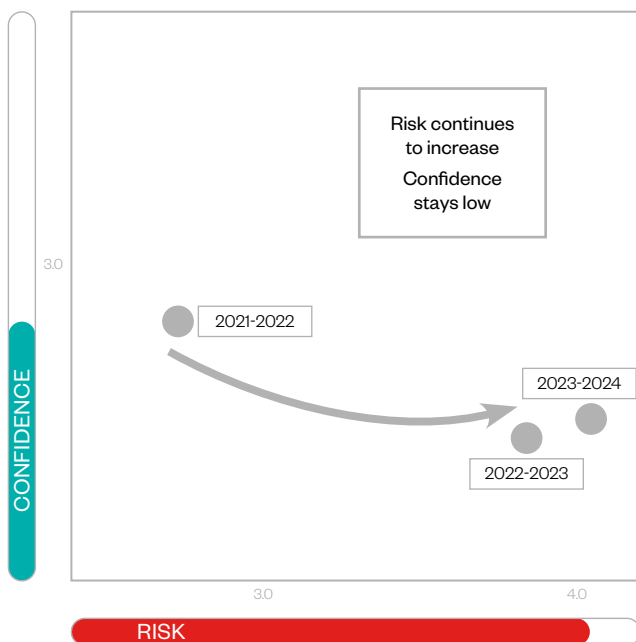 Risk continues
to increase
Confidence
stays low
3.0
2021-2022
2023-2024
2022-2023
CONFIDENCE
3.0
4.0
RISK